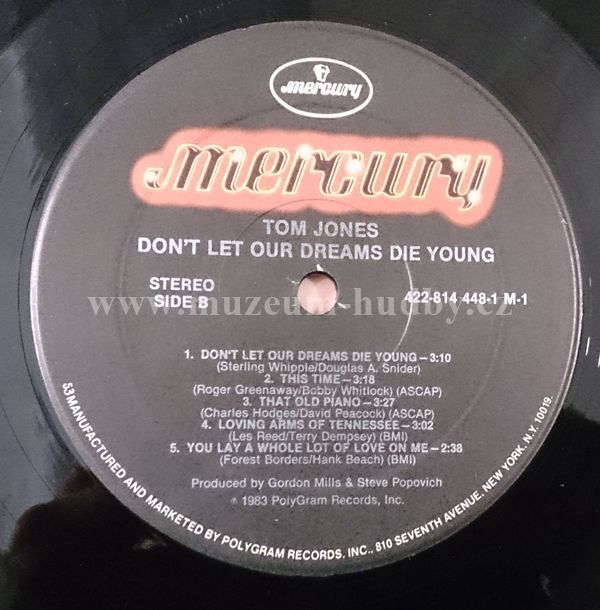 mercury
mercury
TOM JONES
DON'T LET OUR DREAMS DIE YOUNG
STEREO
SIDE B
422-814 448-1 M-1
www.muzeum-hudby.cz
1. DON'T LET OUR DREAMS DIE YOUNG—3:10
(Sterling Whipple/Douglas A. Snider)
2. THIS TIME—3:18
(Roger Greenaway/Bobby Whitlock) (ASCAP)
3. THAT OLD PIANO—3:27
(Charles Hodges/David Peacock) (ASCAP)
4. LOVING ARMS OF TENNESSEE—3:02
(Les Reed/Terry Dempsey) (BMI)
5. YOU LAY A WHOLE LOT OF LOVE ON ME—2:38
(Forest Borders/Hank Beach) (BMI)
Produced by Gordon Mills & Steve Popovich
℗ 1983 PolyGram Records, Inc.
53 MANUFACTURED AND MARKETED BY POLYGRAM RECORDS, INC., 810 SEVENTH AVENUE, NEW YORK, N.Y. 10019.